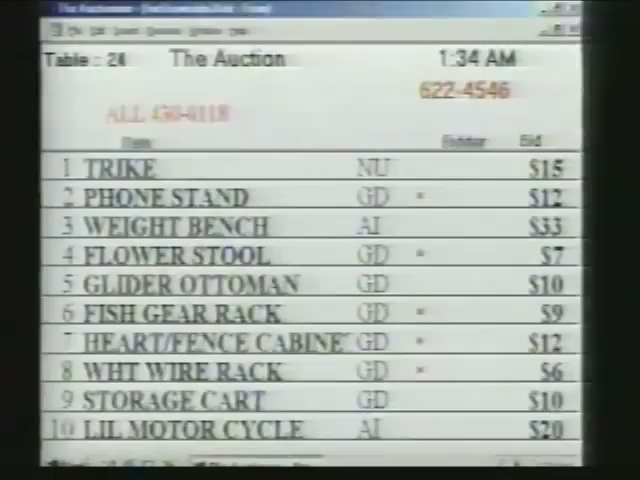 Table : 24 The Auction 1:34 AM
622-4546
Item Bidder Bid
1 TRIKE NU $15
2 PHONE STAND GD * $12
3 WEIGHT BENCH AI $33
4 FLOWER STOOL GD * $7
5 GLIDER OTTOMAN GD $10
6 FISH GEAR RACK GD * $9
7 HEART/FENCE CABINE GD * $12
8 WHT WIRE RACK GD * $6
9 STORAGE CART GD $10
10 LIL MOTOR CYCLE AI $20